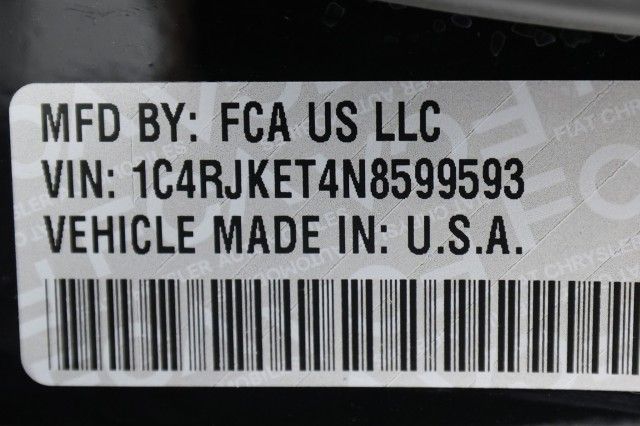 MFD BY: FCA US LLC
VIN: 1C4RJKET4N8599593
VEHICLE MADE IN: U.S.A.